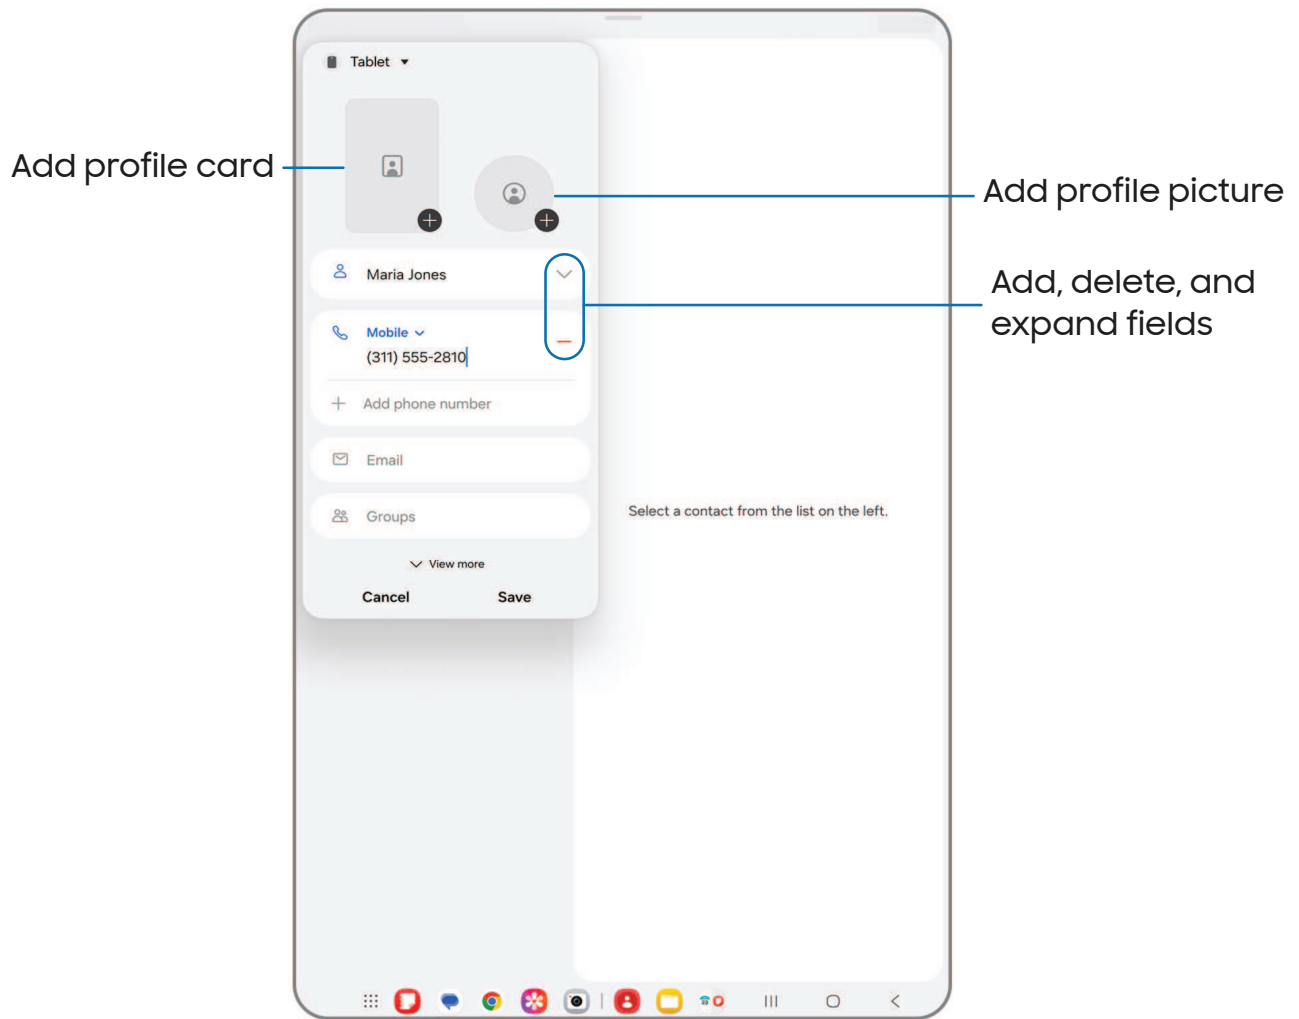 Tablet
Add profile card
Add profile picture
Maria Jones
Add, delete, and
expand fields
Mobile
(311) 555-2810
Add phone number
Email
Groups
Select a contact from the list on the left.
View more
Cancel
Save